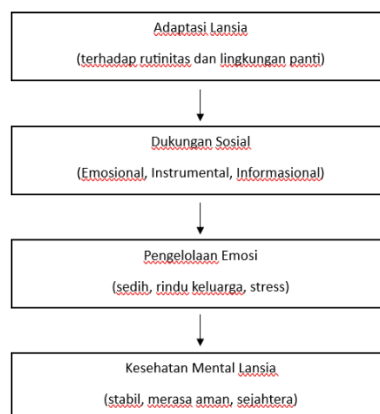 Adaptasi Lansia
(terhadap rutinitas dan lingkungan panti)
Dukungan Sosial
(Emosional, Instrumental, Informasional)
Pengelolaan Emosi
(sedih, rindu keluarga, stress)
Kesehatan Mental Lansia
(stabil, merasa aman, sejahtera)